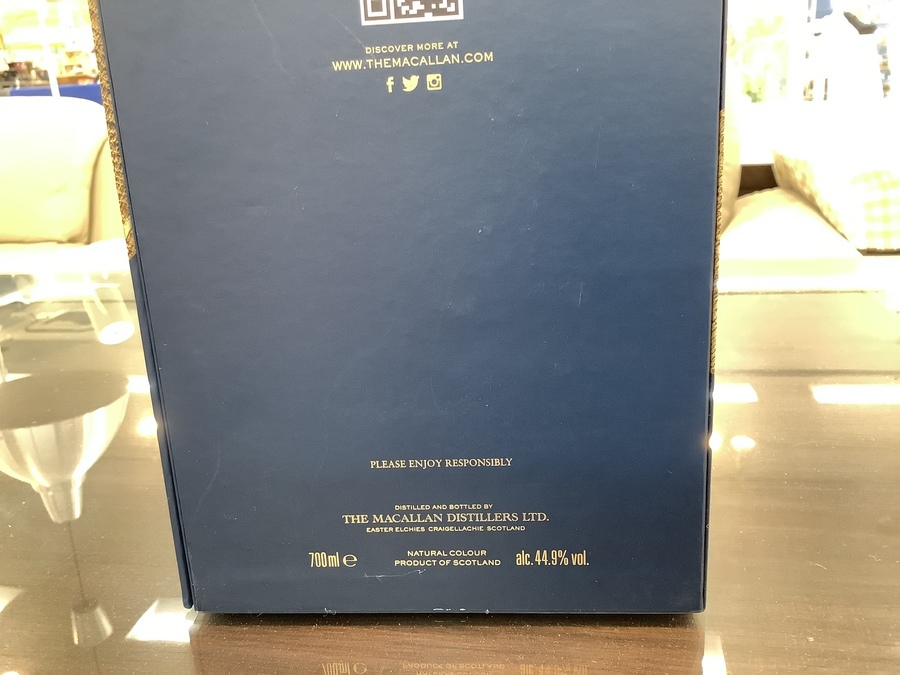 DISCOVER MORE AT
WWW.THEMACALLAN.COM
PLEASE ENJOY RESPONSIBLY
DISTILLED AND BOTTLED BY
THE MACALLAN DISTILLERS LTD.
EASTER ELCHIES CRAIGELLACHIE SCOTLAND
700ml ℮
NATURAL COLOUR
PRODUCT OF SCOTLAND
alc. 44.9% vol.